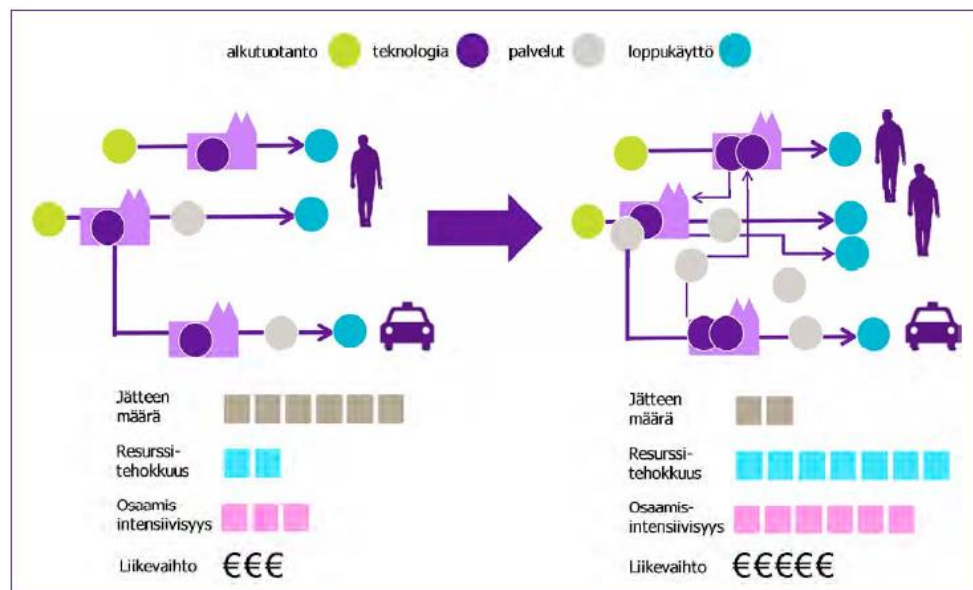 alkutuotanto teknologia palvelut loppukäyttö
Jätteen
määrä
Resurssi-
tehokkuus
Osaamis-
intensiivisyys
Liikevaihto €€€
Jätteen
määrä
Resurssi-
tehokkuus
Osaamis-
intensiivisyys
Liikevaihto €€€€€